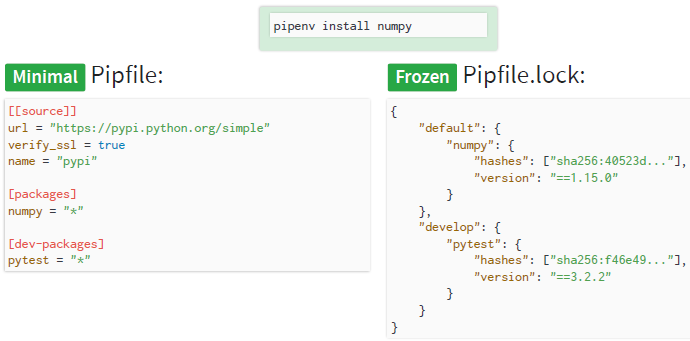 pipenv install numpy
Minimal Pipfile:
[[source]]
url = "https://pypi.python.org/simple"
verify_ssl = true
name = "pypi"
[packages]
numpy = "*"
[dev-packages]
pytest = "*"
Frozen Pipfile.lock:
{
    "default": {
        "numpy": {
            "hashes": ["sha256:40523d..."],
            "version": "==1.15.0"
        }
    },
    "develop": {
        "pytest": {
            "hashes": ["sha256:f46e49..."],
            "version": "==3.2.2"
        }
    }
}